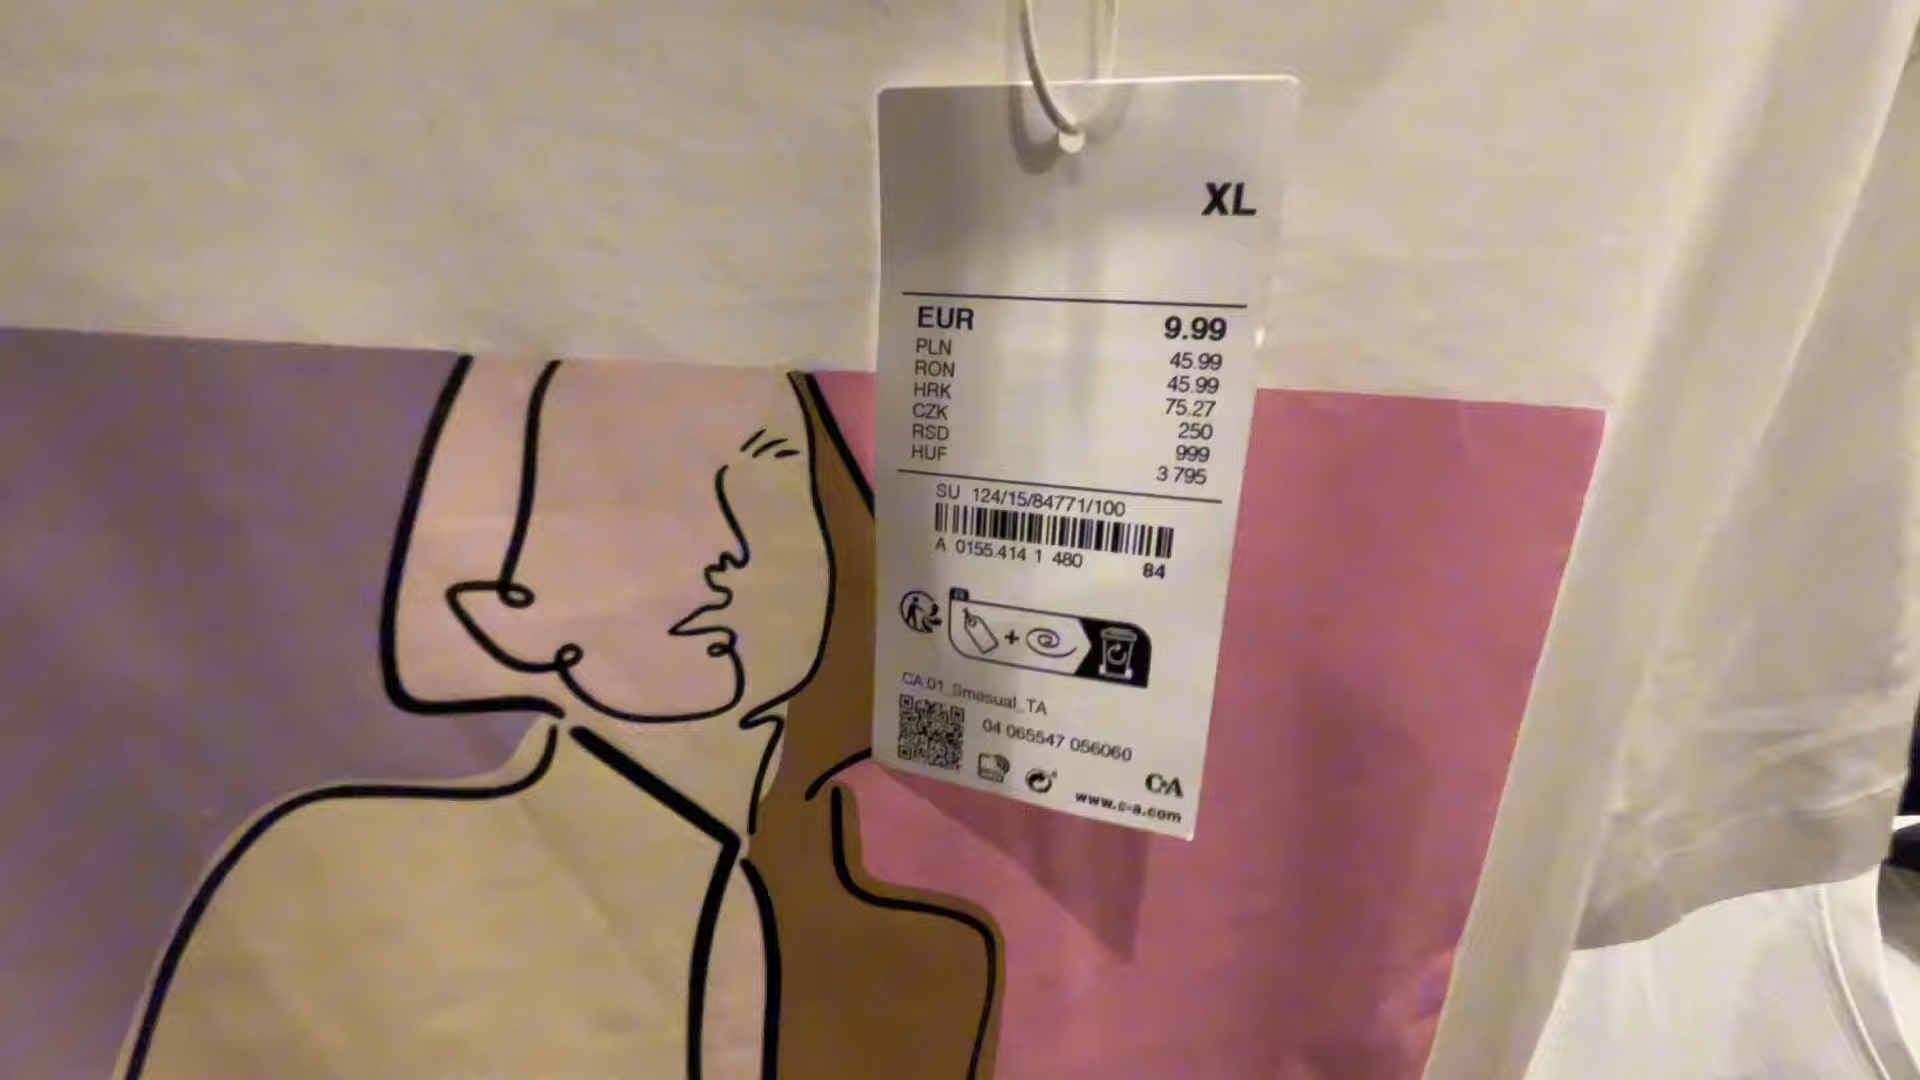 XL
EUR 9.99
PLN 45.99
RON 45.99
HRK 75.27
CZK 250
RSD 999
HUF 3 795
SU 124/15/84771/100
A 0155.414 1 480 84
CA 01_Smasual_TA
04 065547 056060
C&A
www.c-a.com